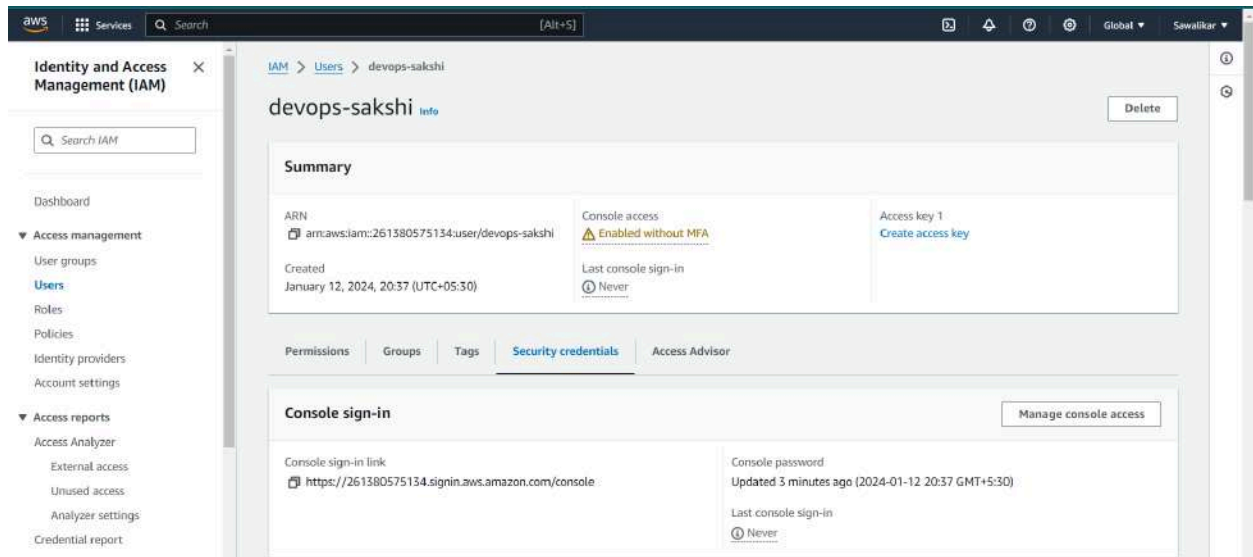 aws Services Search [Alt+S] Global Sawalikar
Identity and Access Management (IAM)
Search IAM
Dashboard
Access management
User groups
Users
Roles
Policies
Identity providers
Account settings
Access reports
Access Analyzer
External access
Unused access
Analyzer settings
Credential report
IAM > Users > devops-sakshi
devops-sakshi Info
Delete
Summary
ARN
arn:aws:iam::261380575134:user/devops-sakshi
Console access
Enabled without MFA
Access key 1
Create access key
Created
January 12, 2024, 20:37 (UTC+05:30)
Last console sign-in
Never
Permissions Groups Tags Security credentials Access Advisor
Console sign-in
Manage console access
Console sign-in link
https://261380575134.signin.aws.amazon.com/console
Console password
Updated 3 minutes ago (2024-01-12 20:37 GMT+5:30)
Last console sign-in
Never